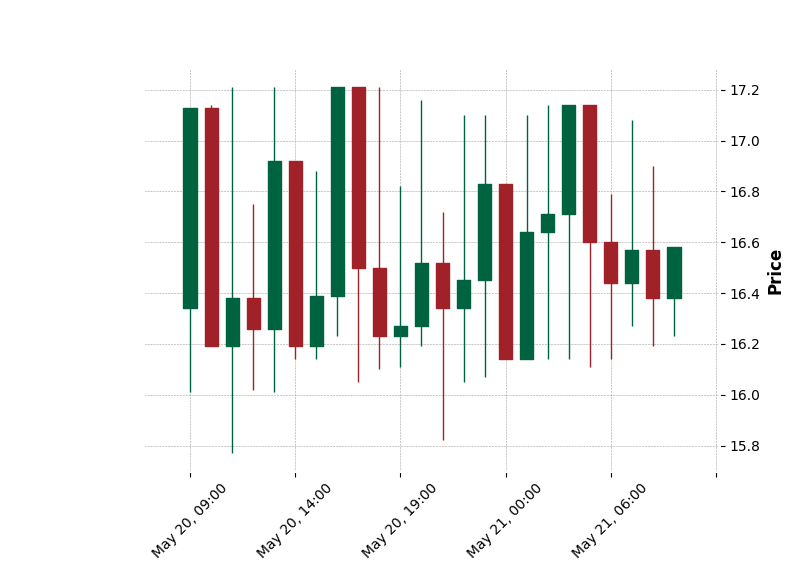 17.2
17.0
16.8
16.6
16.4
16.2
16.0
15.8
Price
May 20, 09:00
May 20, 14:00
May 20, 19:00
May 21, 00:00
May 21, 06:00